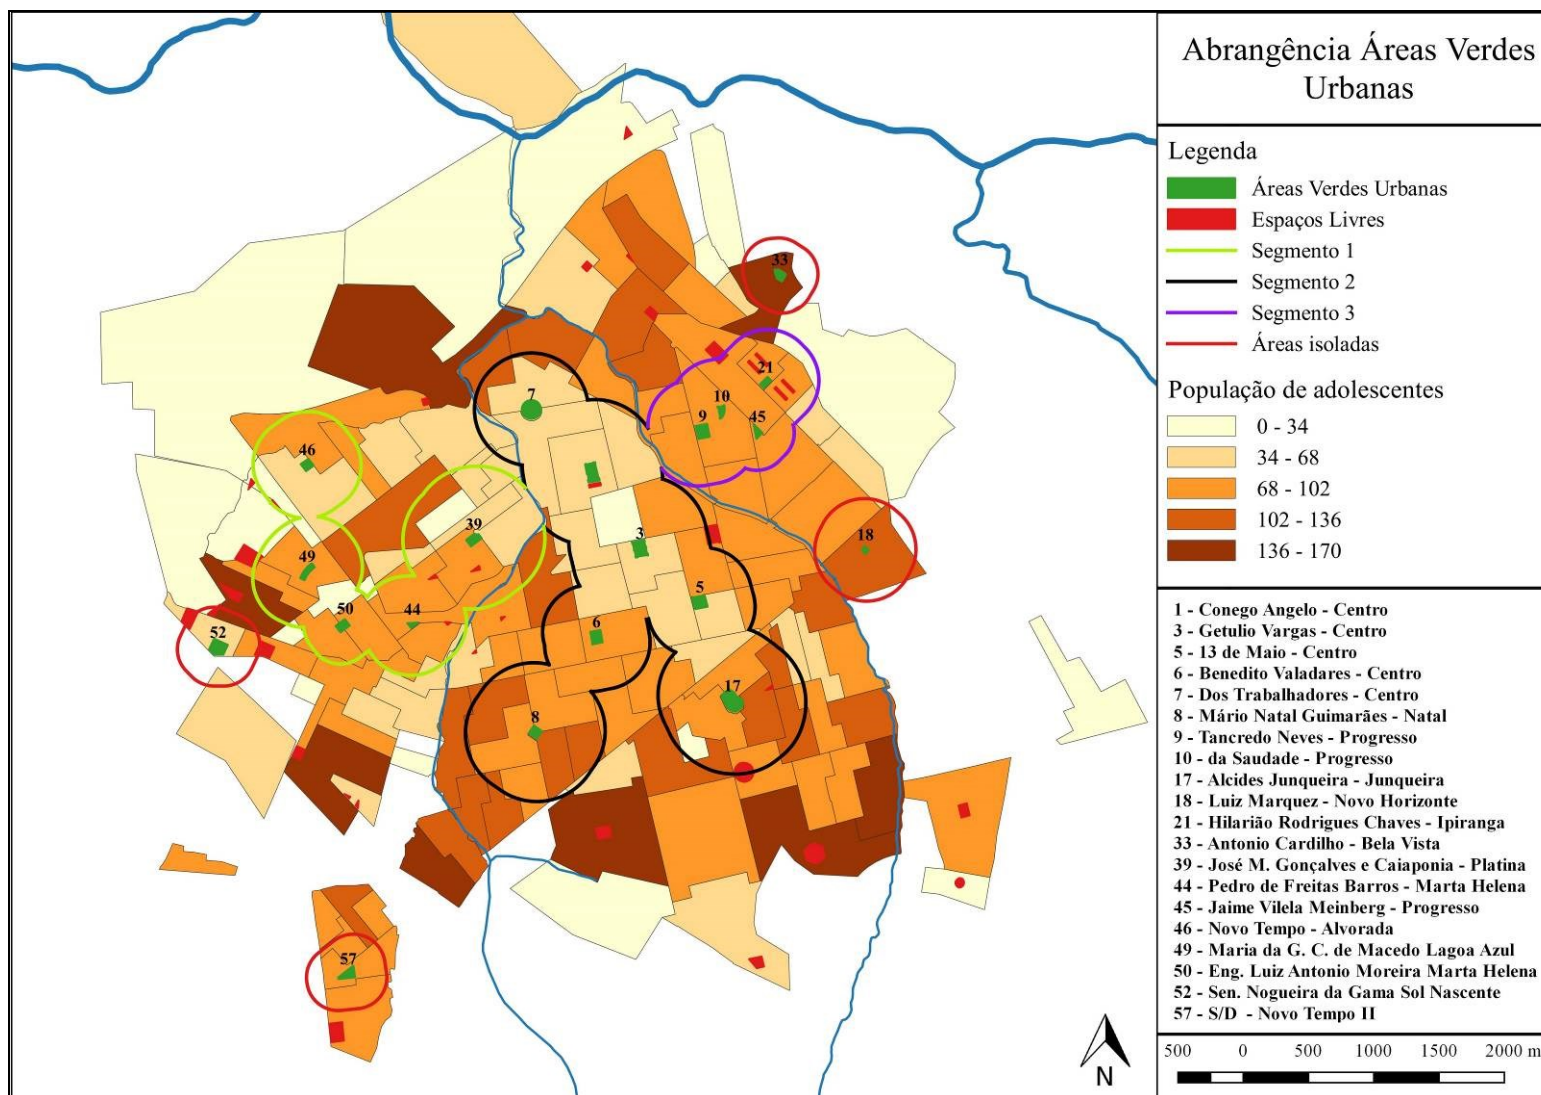 Abrangência Áreas Verdes
Urbanas
Legenda
Áreas Verdes Urbanas
Espaços Livres
Segmento 1
Segmento 2
Segmento 3
Áreas isoladas
População de adolescentes
0 - 34
34 - 68
68 - 102
102 - 136
136 - 170
1 - Conego Angelo - Centro
3 - Getulio Vargas - Centro
5 - 13 de Maio - Centro
6 - Benedito Valadares - Centro
7 - Dos Trabalhadores - Centro
8 - Mário Natal Guimarães - Natal
9 - Tancredo Neves - Progresso
10 - da Saudade - Progresso
17 - Alcides Junqueira - Junqueira
18 - Luiz Marquez - Novo Horizonte
21 - Hilarião Rodrigues Chaves - Ipiranga
33 - Antonio Cardilho - Bela Vista
39 - José M. Gonçalves e Caiaponia - Platina
44 - Pedro de Freitas Barros - Marta Helena
45 - Jaime Vilela Meinberg - Progresso
46 - Novo Tempo - Alvorada
49 - Maria da G. C. de Macedo Lagoa Azul
50 - Eng. Luiz Antonio Moreira Marta Helena
52 - Sen. Nogueira da Gama Sol Nascente
57 - S/D - Novo Tempo II
500 0 500 1000 1500 2000 m
N
33
21
7
10
9
45
46
39
3
18
49
5
50
44
6
52
17
8
57